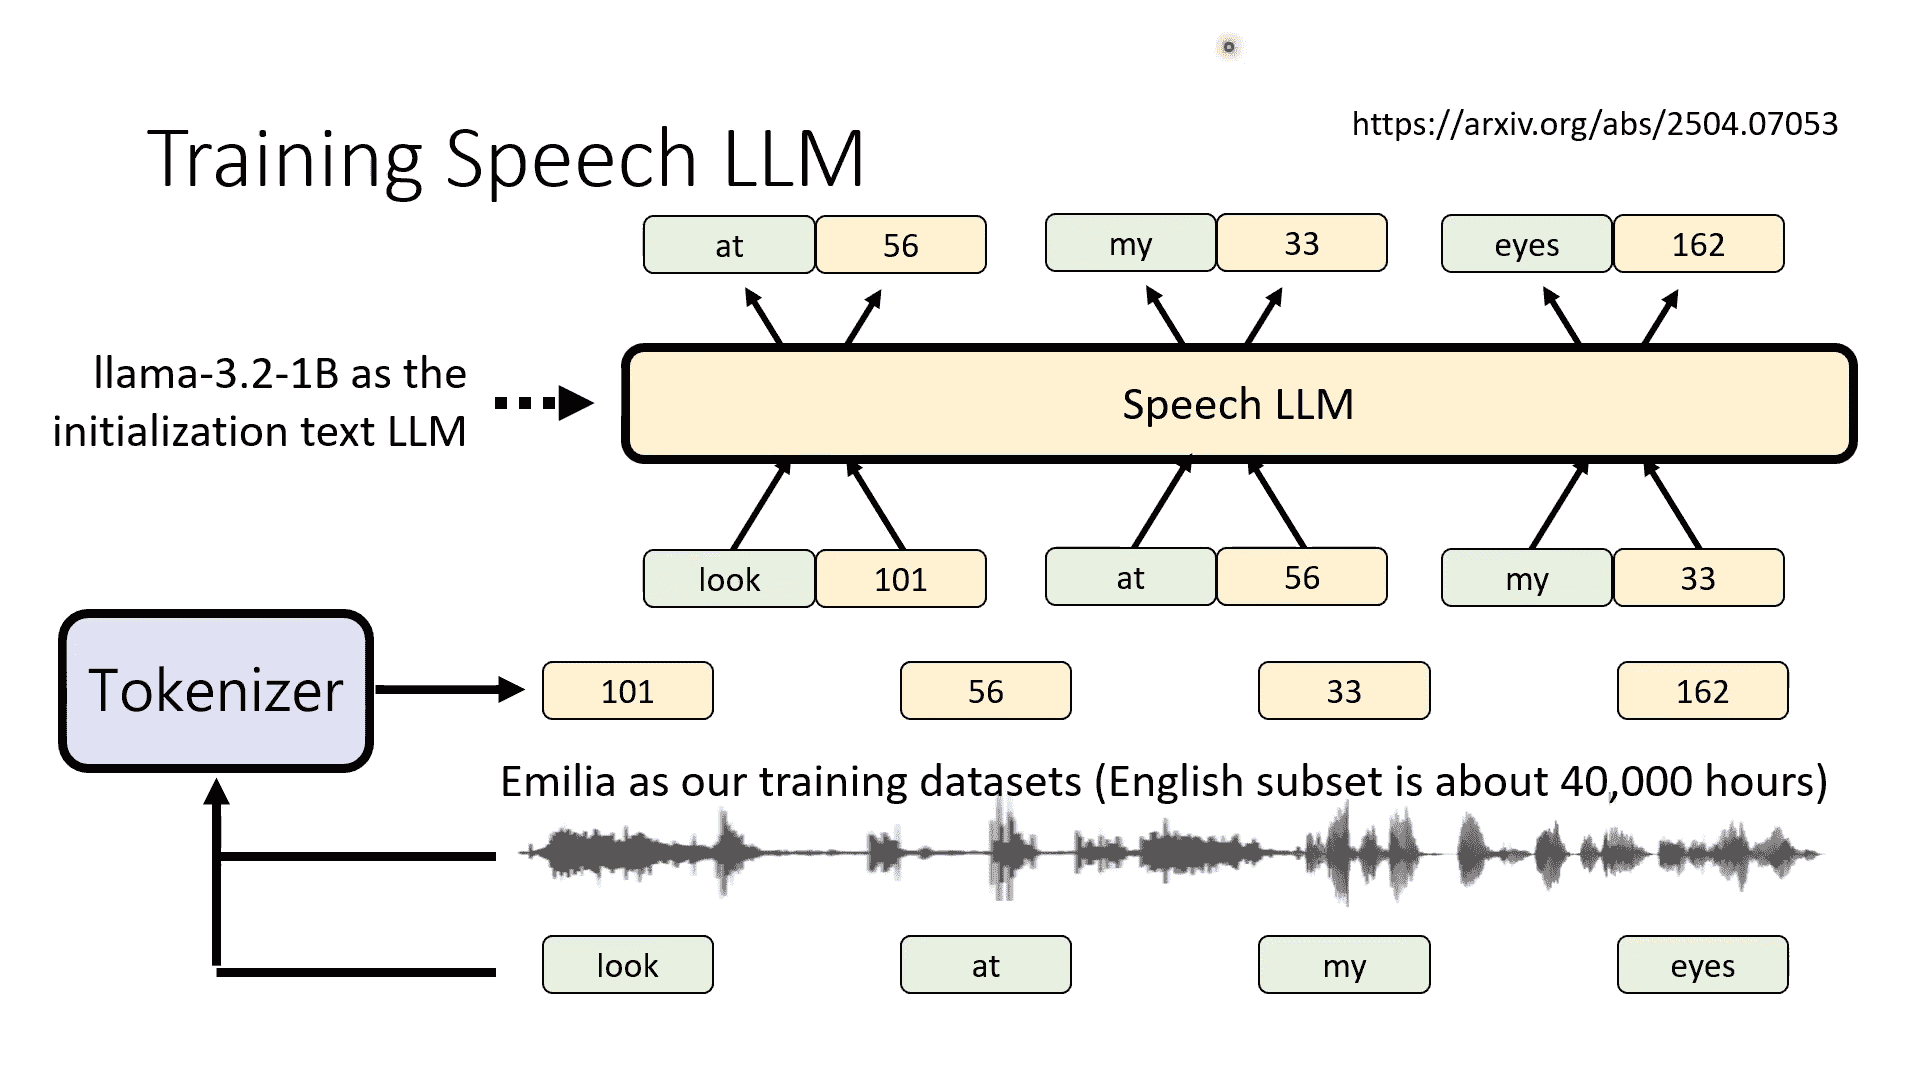 https://arxiv.org/abs/2504.07053
Training Speech LLM
at 56 my 33 eyes 162
llama-3.2-1B as the
initialization text LLM
Speech LLM
look 101 at 56 my 33
Tokenizer
101 56 33 162
Emilia as our training datasets (English subset is about 40,000 hours)
look at my eyes